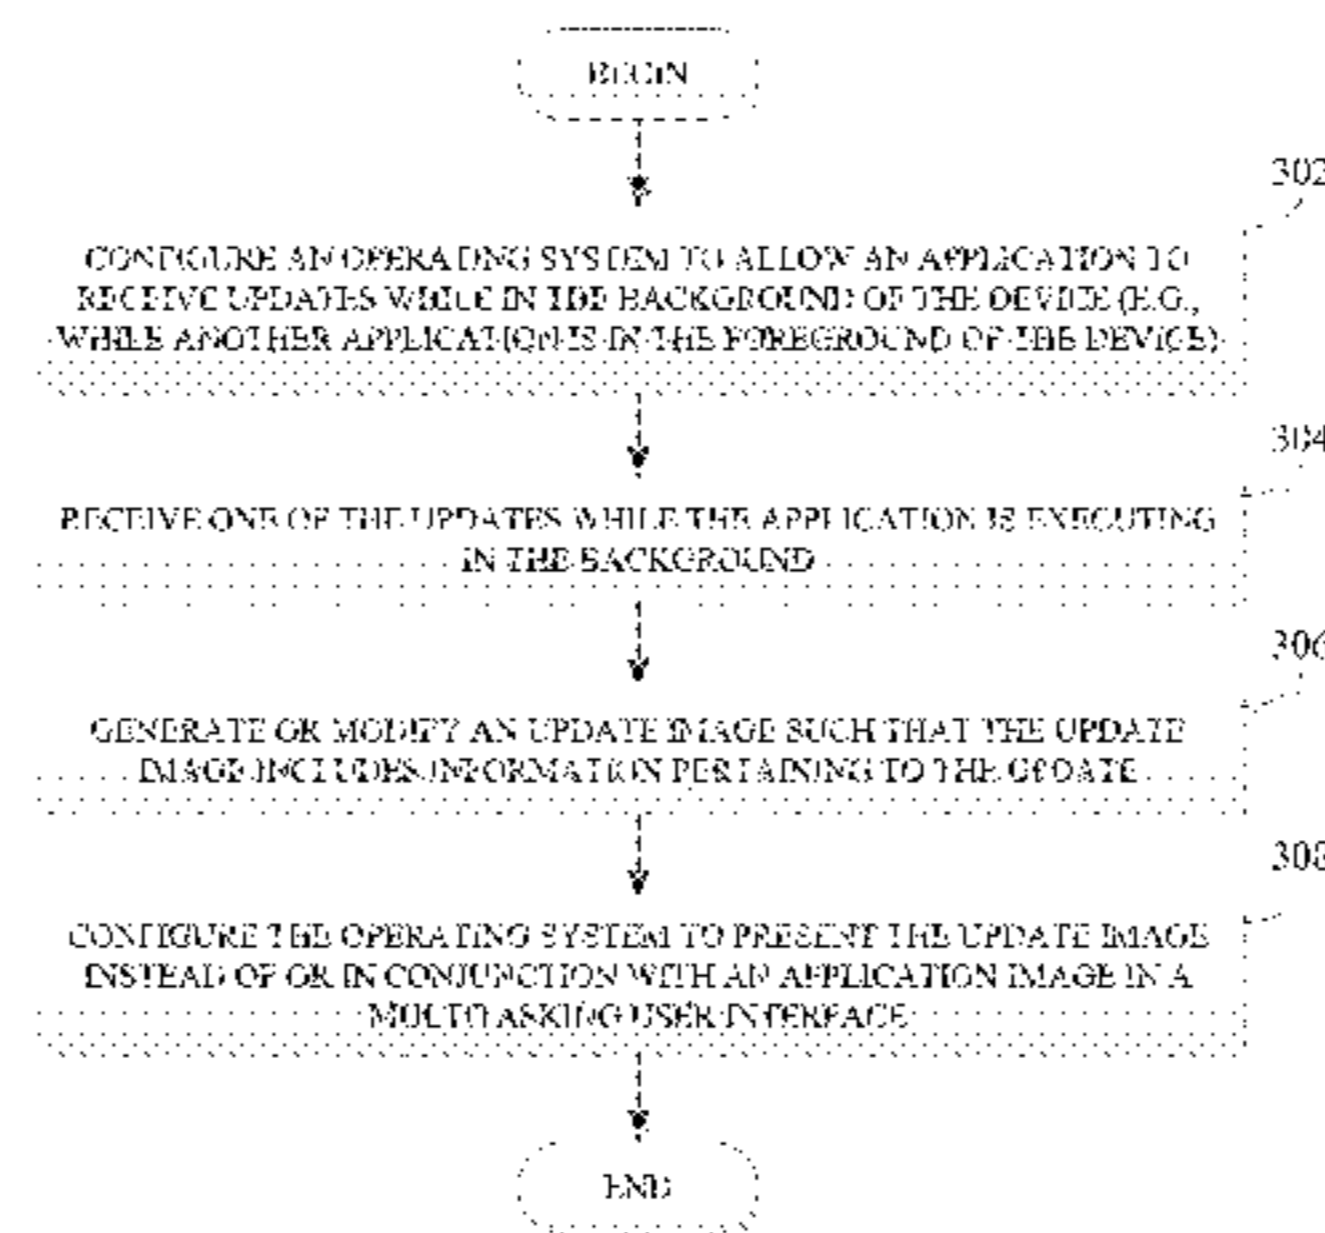 BEGIN
302
CONFIGURE AN OPERATING SYSTEM TO ALLOW AN APPLICATION TO
RECEIVE UPDATES WHILE IN THE BACKGROUND OF THE DEVICE (E.G.,
WHILE ANOTHER APPLICATION IS IN THE FOREGROUND OF THE DEVICE)
304
RECEIVE ONE OF THE UPDATES WHILE THE APPLICATION IS EXECUTING
IN THE BACKGROUND
306
GENERATE OR MODIFY AN UPDATE IMAGE SUCH THAT THE UPDATE
IMAGE INCLUDES INFORMATION PERTAINING TO THE UPDATE
308
CONFIGURE THE OPERATING SYSTEM TO PRESENT THE UPDATE IMAGE
INSTEAD OF OR IN CONJUNCTION WITH AN APPLICATION IMAGE IN A
MULTITASKING USER INTERFACE
END